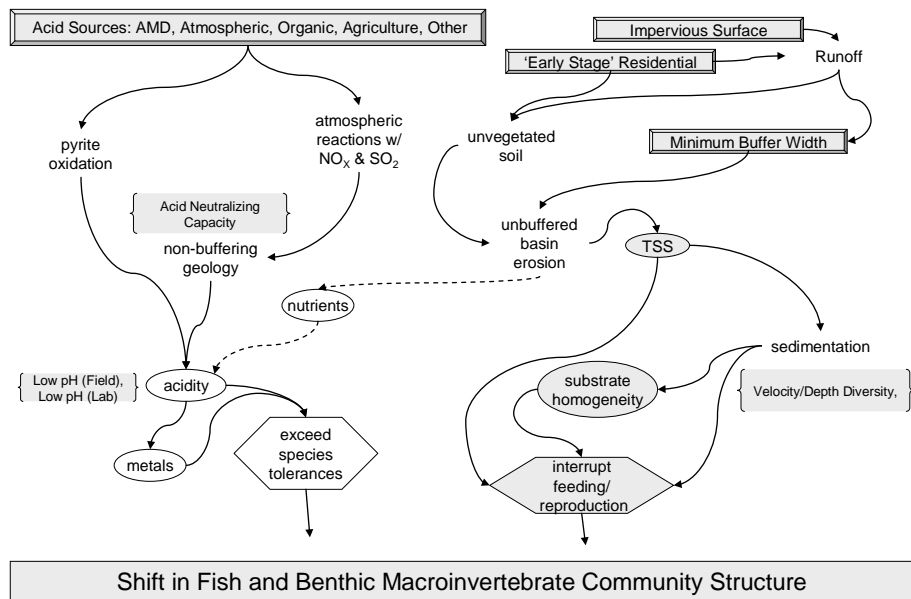 Acid Sources: AMD, Atmospheric, Organic, Agriculture, Other
Impervious Surface
'Early Stage' Residential
Runoff
pyrite
oxidation
atmospheric
reactions w/
NOX & SO2
unvegetated
soil
Minimum Buffer Width
Acid Neutralizing
Capacity
non-buffering
geology
unbuffered
basin
erosion
TSS
nutrients
sedimentation
Low pH (Field),
Low pH (Lab)
acidity
substrate
homogeneity
Velocity/Depth Diversity,
metals
exceed
species
tolerances
interrupt
feeding/
reproduction
Shift in Fish and Benthic Macroinvertebrate Community Structure